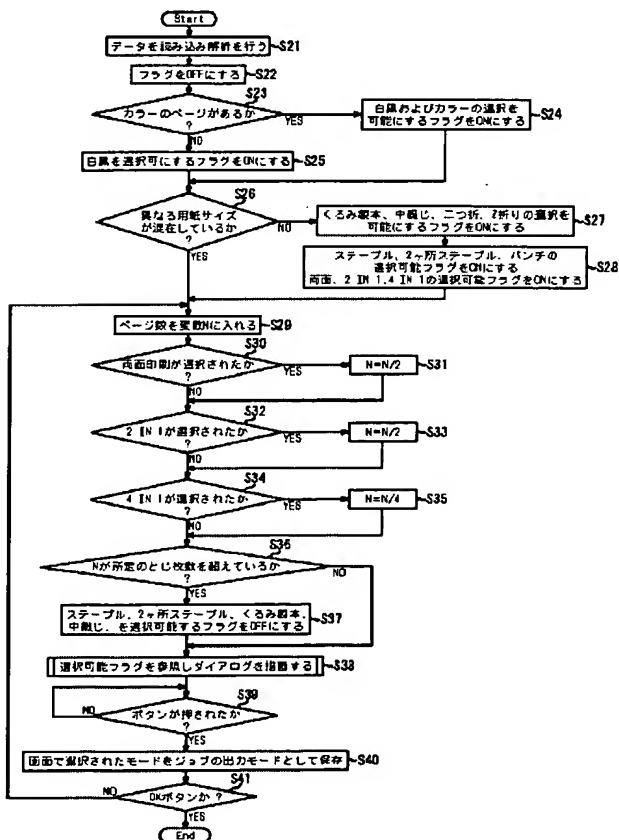 Start
データを読み込み解析を行う
S21
フラグをOFFにする
S22
S23
カラーのページがあるか
?
YES
白黒およびカラーの選択を
可能にするフラグをONにする
S24
NO
白黒を選択可にするフラグをONにする
S25
S26
異なる用紙サイズ
が混在しているか
?
NO
くるみ製本、中綴じ、二つ折、Z折りの選択を
可能にするフラグをONにする
S27
YES
ステープル、2ヶ所ステープル、パンチの
選択可能フラグをONにする
両面、2 IN 1,4 IN 1の選択可能フラグをONにする
S28
ページ数を変数Nに入れる
S29
S30
両面印刷が選択されたか
?
YES
N=N/2
S31
NO
S32
2 IN 1が選択されたか
?
YES
N=N/2
S33
NO
S34
4 IN 1が選択されたか
?
YES
N=N/4
S35
NO
S36
Nが所定のとじ枚数を超えているか
?
NO
YES
ステープル、2ヶ所ステープル、くるみ製本、
中綴じ、を選択可能するフラグをOFFにする
S37
選択可能フラグを参照しダイアログを描画する
S38
S39
ボタンが押されたか
?
NO
YES
画面で選択されたモードをジョブの出力モードとして保存
S40
S41
OKボタンか ?
NO
YES
End